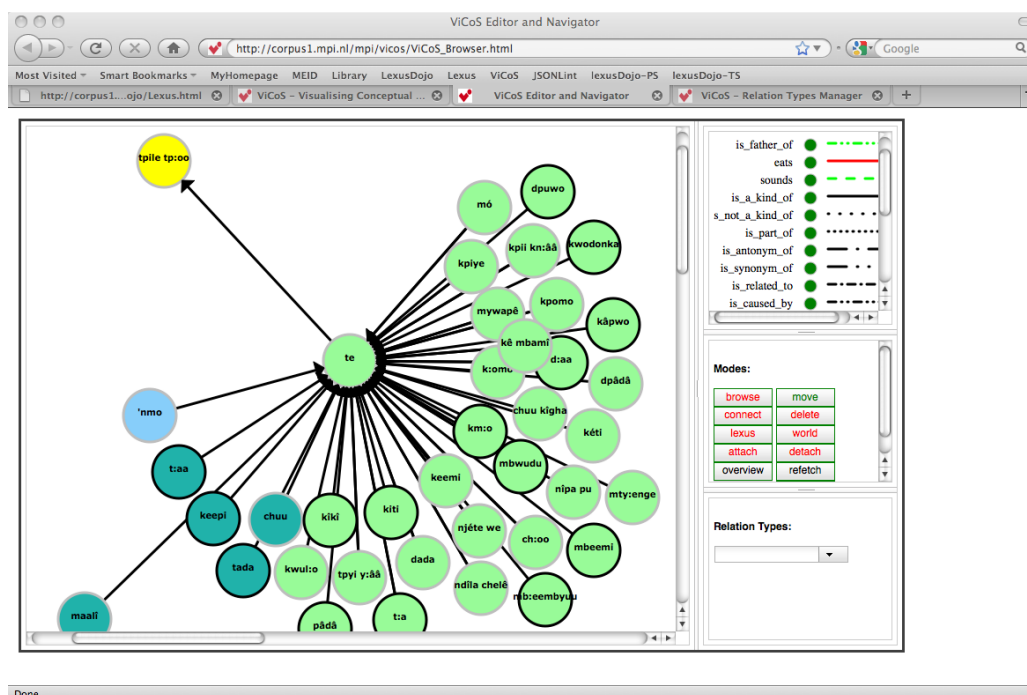 ViCoS Editor and Navigator
http://corpus1.mpi.nl/mpi/vicos/ViCoS_Browser.html
Google
Most Visited Smart Bookmarks MyHomepage MEID Library LexusDojo Lexus ViCoS JSONLint lexusDojo-PS lexusDojo-TS
http://corpus1....ojo/Lexus.html ViCoS – Visualising Conceptual ... ViCoS Editor and Navigator ViCoS – Relation Types Manager +
tpile tp:oo
dpuwo
mó
kpii kn:ââ
kwodonka
kpiye
kpomo
mywapê
kâpwo
kê mbamî
te
d:aa
dpâdâ
'nmo
chuu kîgha
km:o
kéti
t:aa
mbwudu
keemi
nîpa pu
mty:enge
keepi
chuu
kîkî
kiti
njéte we
ch:oo
mbeemi
tada
kwul:o
tpyi y:ââ
dada
ndîla chelê
mb:eembyuu
maalî
pâdâ
t:a
is_father_of
eats
sounds
is_a_kind_of
s_not_a_kind_of
is_part_of
is_antonym_of
is_synonym_of
is_related_to
is_caused_by
Modes:
browse move
connect delete
lexus world
attach detach
overview refetch
Relation Types:
Done